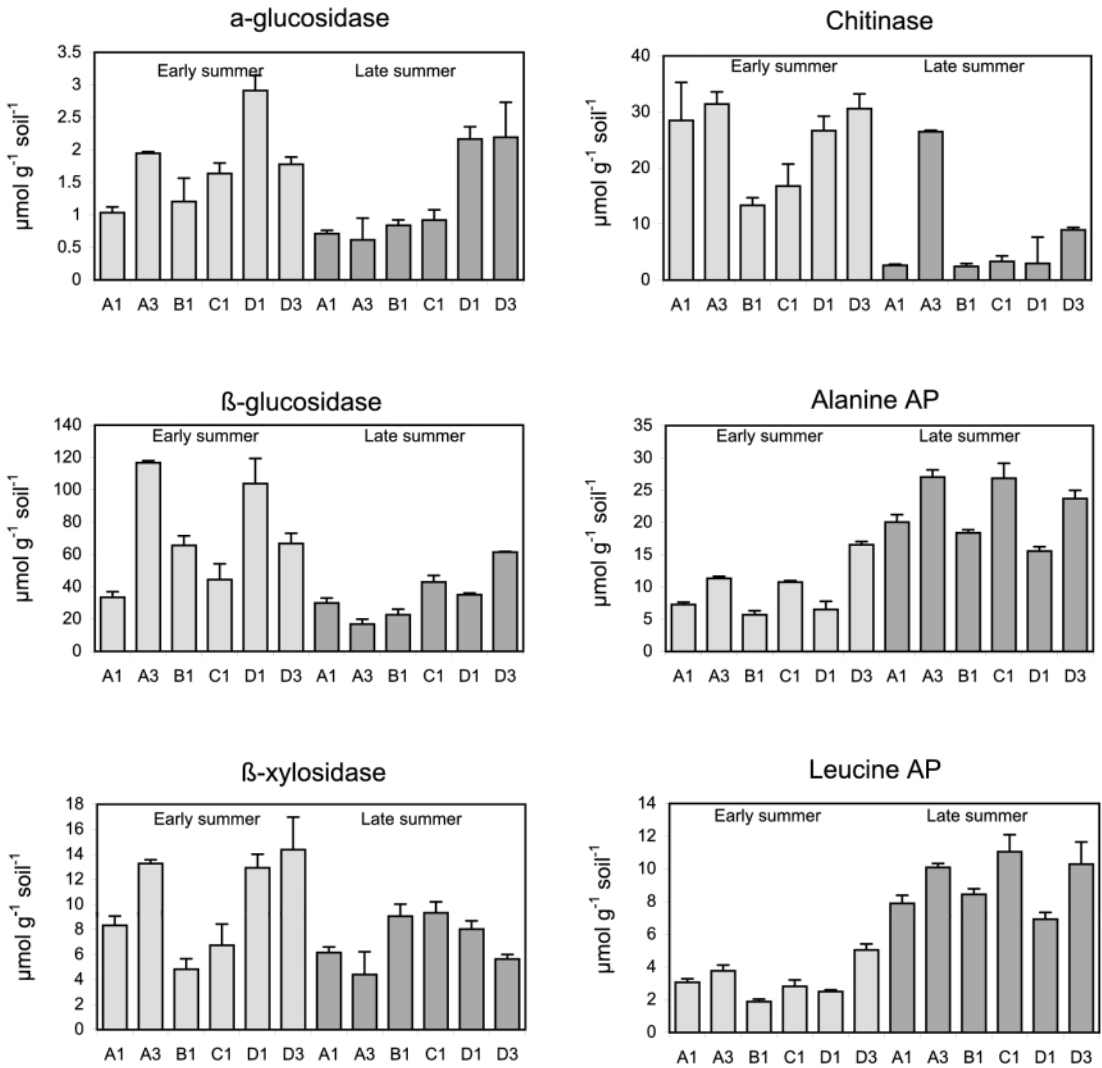 a-glucosidase
µmol g⁻¹ soil⁻¹
3.5
3
2.5
2
1.5
1
0.5
0
Early summer Late summer
A1 A3 B1 C1 D1 D3 A1 A3 B1 C1 D1 D3
Chitinase
µmol g⁻¹ soil⁻¹
40
30
20
10
0
Early summer Late summer
A1 A3 B1 C1 D1 D3 A1 A3 B1 C1 D1 D3
ß-glucosidase
µmol g⁻¹ soil⁻¹
140
120
100
80
60
40
20
0
Early summer Late summer
A1 A3 B1 C1 D1 D3 A1 A3 B1 C1 D1 D3
Alanine AP
µmol g⁻¹ soil⁻¹
35
30
25
20
15
10
5
0
Early summer Late summer
A1 A3 B1 C1 D1 D3 A1 A3 B1 C1 D1 D3
ß-xylosidase
µmol g⁻¹ soil⁻¹
18
16
14
12
10
8
6
4
2
0
Early summer Late summer
A1 A3 B1 C1 D1 D3 A1 A3 B1 C1 D1 D3
Leucine AP
µmol g⁻¹ soil⁻¹
14
12
10
8
6
4
2
0
Early summer Late summer
A1 A3 B1 C1 D1 D3 A1 A3 B1 C1 D1 D3